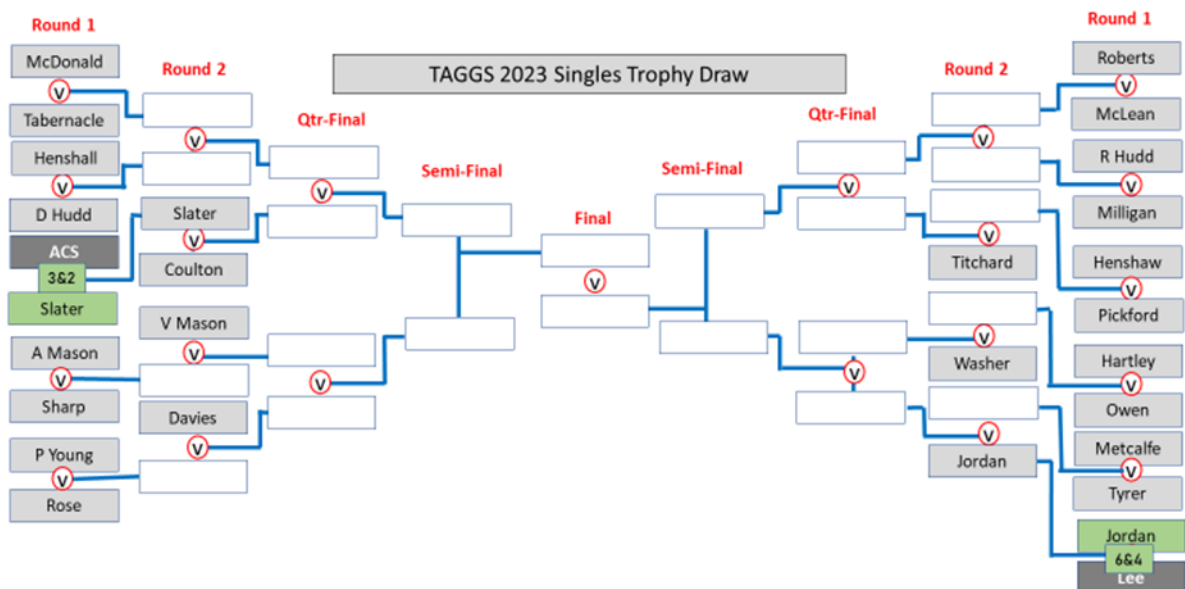 TAGGS 2023 Singles Trophy Draw
Round 1
McDonald
V
Tabernacle
Henshall
V
D Hudd
ACS
3&2
Slater
A Mason
V
Sharp
P Young
V
Rose
Round 2
V
Slater
V
Coulton
V Mason
V
Davies
V
Qtr-Final
V
V
Semi-Final
Final
V
Semi-Final
Qtr-Final
V
V
Round 2
V
V
Titchard
V
Washer
V
Jordan
Round 1
Roberts
V
McLean
R Hudd
V
Milligan
Henshaw
V
Pickford
Hartley
V
Owen
Metcalfe
V
Tyrer
Jordan
6&4
Lee